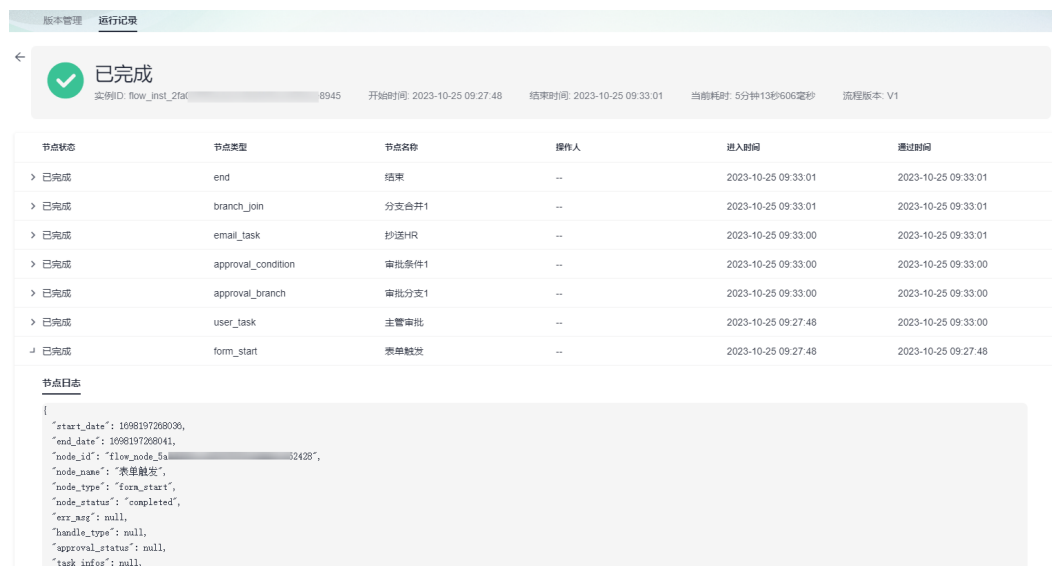 版本管理 运行记录
已完成
实例ID: flow_inst_2fa 8945 开始时间: 2023-10-25 09:27:48 结束时间: 2023-10-25 09:33:01 当前耗时: 5分钟13秒606毫秒 流程版本: V1
节点状态 节点类型 节点名称 操作人 进入时间 通过时间
已完成 end 结束 -- 2023-10-25 09:33:01 2023-10-25 09:33:01
已完成 branch_join 分支合并1 -- 2023-10-25 09:33:01 2023-10-25 09:33:01
已完成 email_task 抄送HR -- 2023-10-25 09:33:00 2023-10-25 09:33:01
已完成 approval_condition 审批条件1 -- 2023-10-25 09:33:00 2023-10-25 09:33:00
已完成 approval_branch 审批分支1 -- 2023-10-25 09:33:00 2023-10-25 09:33:00
已完成 user_task 主管审批 -- 2023-10-25 09:27:48 2023-10-25 09:33:00
已完成 form_start 表单触发 -- 2023-10-25 09:27:48 2023-10-25 09:27:48
节点日志
{
"start_date": 1698197268036,
"end_date": 1698197268041,
"node_id": "flow_node_5a 52428",
"node_name": "表单触发",
"node_type": "form_start",
"node_status": "completed",
"err_msg": null,
"handle_type": null,
"approval_status": null,
"task_infos": null,